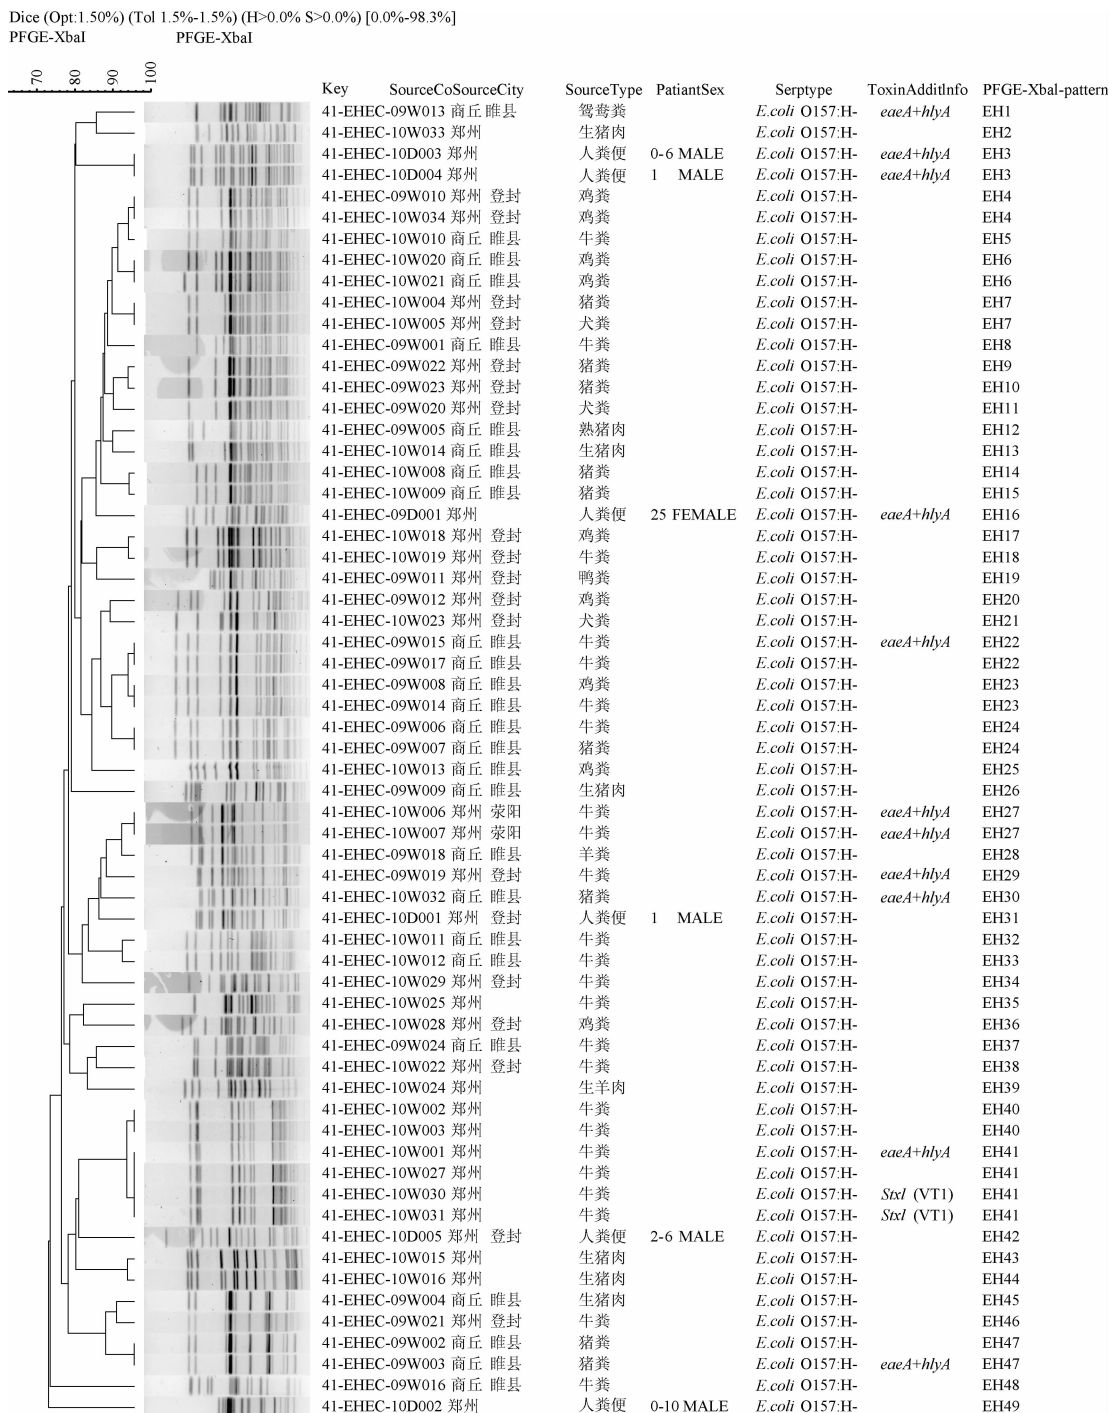 Dice (Opt:1.50%) (Tol 1.5%-1.5%) (H>0.0% S>0.0%) [0.0%-98.3%]
PFGE-XbaI PFGE-XbaI
70 80 90 100
Key SourceCoSourceCity SourceType PatiantSex Serptype ToxinAdditInfo PFGE-Xbal-pattern
41-EHEC-09W013 商丘 睢县 鸳鸯粪 E.coli O157:H- eaeA+hlyA EH1
41-EHEC-10W033 郑州 生猪肉 E.coli O157:H- EH2
41-EHEC-10D003 郑州 人粪便 0-6 MALE E.coli O157:H- eaeA+hlyA EH3
41-EHEC-10D004 郑州 人粪便 1 MALE E.coli O157:H- eaeA+hlyA EH3
41-EHEC-09W010 郑州 登封 鸡粪 E.coli O157:H- EH4
41-EHEC-10W034 郑州 登封 鸡粪 E.coli O157:H- EH4
41-EHEC-10W010 商丘 睢县 牛粪 E.coli O157:H- EH5
41-EHEC-10W020 商丘 睢县 鸡粪 E.coli O157:H- EH6
41-EHEC-10W021 商丘 睢县 鸡粪 E.coli O157:H- EH6
41-EHEC-10W004 郑州 登封 猪粪 E.coli O157:H- EH7
41-EHEC-10W005 郑州 登封 犬粪 E.coli O157:H- EH7
41-EHEC-09W001 商丘 睢县 牛粪 E.coli O157:H- EH8
41-EHEC-09W022 郑州 登封 猪粪 E.coli O157:H- EH9
41-EHEC-09W023 郑州 登封 猪粪 E.coli O157:H- EH10
41-EHEC-09W020 郑州 登封 犬粪 E.coli O157:H- EH11
41-EHEC-09W005 商丘 睢县 熟猪肉 E.coli O157:H- EH12
41-EHEC-10W014 商丘 睢县 生猪肉 E.coli O157:H- EH13
41-EHEC-10W008 商丘 睢县 猪粪 E.coli O157:H- EH14
41-EHEC-10W009 商丘 睢县 猪粪 E.coli O157:H- EH15
41-EHEC-09D001 郑州 人粪便 25 FEMALE E.coli O157:H- eaeA+hlyA EH16
41-EHEC-10W018 郑州 登封 鸡粪 E.coli O157:H- EH17
41-EHEC-10W019 郑州 登封 牛粪 E.coli O157:H- EH18
41-EHEC-09W011 郑州 登封 鸭粪 E.coli O157:H- EH19
41-EHEC-09W012 郑州 登封 鸡粪 E.coli O157:H- EH20
41-EHEC-10W023 郑州 登封 犬粪 E.coli O157:H- EH21
41-EHEC-09W015 商丘 睢县 牛粪 E.coli O157:H- eaeA+hlyA EH22
41-EHEC-09W017 商丘 睢县 牛粪 E.coli O157:H- EH22
41-EHEC-09W008 商丘 睢县 鸡粪 E.coli O157:H- EH23
41-EHEC-09W014 商丘 睢县 牛粪 E.coli O157:H- EH23
41-EHEC-09W006 商丘 睢县 牛粪 E.coli O157:H- EH24
41-EHEC-09W007 商丘 睢县 猪粪 E.coli O157:H- EH24
41-EHEC-10W013 商丘 睢县 鸡粪 E.coli O157:H- EH25
41-EHEC-09W009 商丘 睢县 生猪肉 E.coli O157:H- EH26
41-EHEC-10W006 郑州 荥阳 牛粪 E.coli O157:H- eaeA+hlyA EH27
41-EHEC-10W007 郑州 荥阳 牛粪 E.coli O157:H- eaeA+hlyA EH27
41-EHEC-09W018 商丘 睢县 羊粪 E.coli O157:H- EH28
41-EHEC-09W019 郑州 登封 牛粪 E.coli O157:H- eaeA+hlyA EH29
41-EHEC-10W032 商丘 睢县 猪粪 E.coli O157:H- eaeA+hlyA EH30
41-EHEC-10D001 郑州 登封 人粪便 1 MALE E.coli O157:H- EH31
41-EHEC-10W011 商丘 睢县 牛粪 E.coli O157:H- EH32
41-EHEC-10W012 商丘 睢县 牛粪 E.coli O157:H- EH33
41-EHEC-10W029 郑州 登封 牛粪 E.coli O157:H- EH34
41-EHEC-10W025 郑州 牛粪 E.coli O157:H- EH35
41-EHEC-10W028 郑州 登封 鸡粪 E.coli O157:H- EH36
41-EHEC-09W024 商丘 睢县 牛粪 E.coli O157:H- EH37
41-EHEC-10W022 郑州 登封 牛粪 E.coli O157:H- EH38
41-EHEC-10W024 郑州 生羊肉 E.coli O157:H- EH39
41-EHEC-10W002 郑州 牛粪 E.coli O157:H- EH40
41-EHEC-10W003 郑州 牛粪 E.coli O157:H- EH40
41-EHEC-10W001 郑州 牛粪 E.coli O157:H- eaeA+hlyA EH41
41-EHEC-10W027 郑州 牛粪 E.coli O157:H- EH41
41-EHEC-10W030 郑州 牛粪 E.coli O157:H- Stxl (VT1) EH41
41-EHEC-10W031 郑州 牛粪 E.coli O157:H- Stxl (VT1) EH41
41-EHEC-10D005 郑州 登封 人粪便 2-6 MALE E.coli O157:H- EH42
41-EHEC-10W015 郑州 生猪肉 E.coli O157:H- EH43
41-EHEC-10W016 郑州 生猪肉 E.coli O157:H- EH44
41-EHEC-09W004 商丘 睢县 生猪肉 E.coli O157:H- EH45
41-EHEC-09W021 郑州 登封 牛粪 E.coli O157:H- EH46
41-EHEC-09W002 商丘 睢县 猪粪 E.coli O157:H- EH47
41-EHEC-09W003 商丘 睢县 猪粪 E.coli O157:H- eaeA+hlyA EH47
41-EHEC-09W016 商丘 睢县 牛粪 E.coli O157:H- EH48
41-EHEC-10D002 郑州 人粪便 0-10 MALE E.coli O157:H- EH49